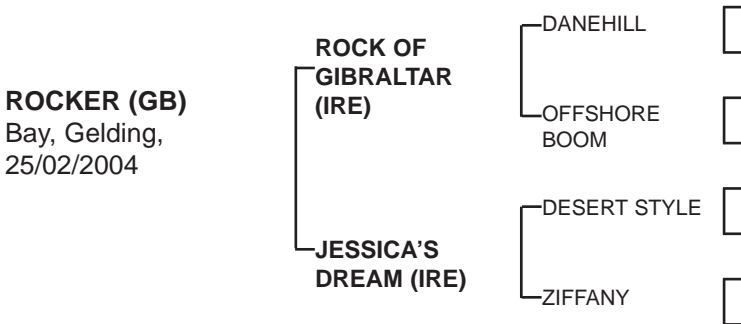 ROCKER (GB)
Bay, Gelding,
25/02/2004
ROCK OF
GIBRALTAR
(IRE)
JESSICA'S
DREAM (IRE)
DANEHILL
OFFSHORE
BOOM
DESERT STYLE
ZIFFANY